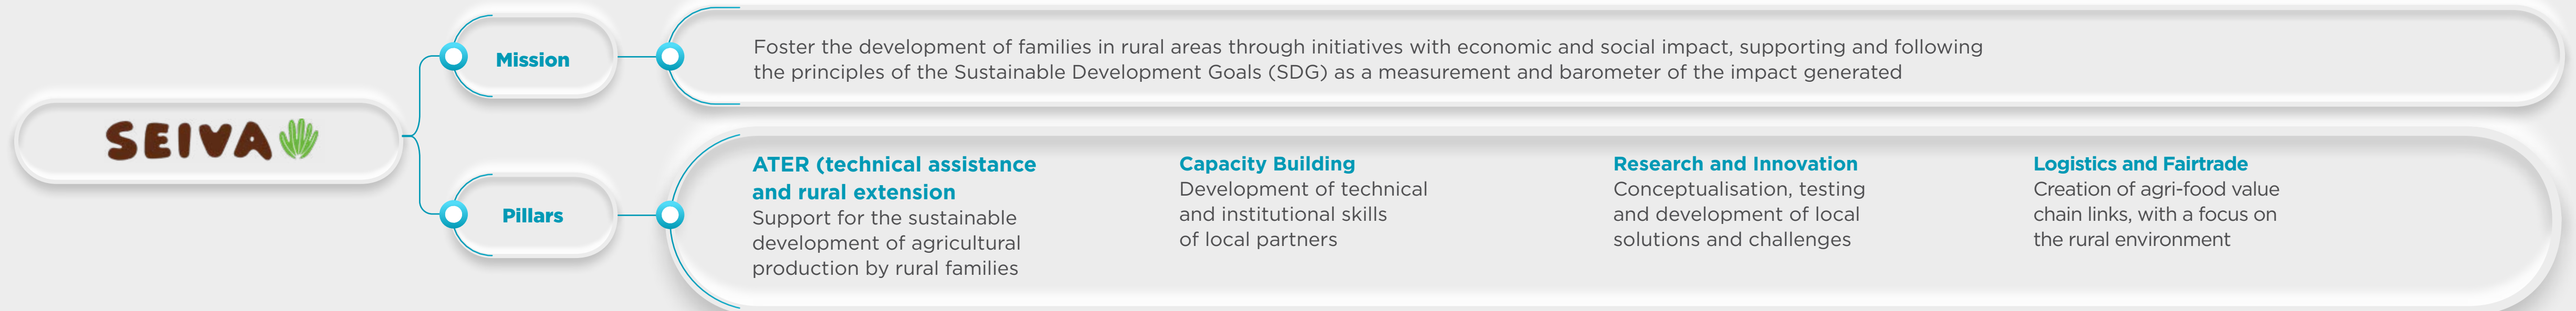 SEIVA
Mission
Foster the development of families in rural areas through initiatives with economic and social impact, supporting and following
the principles of the Sustainable Development Goals (SDG) as a measurement and barometer of the impact generated
Pillars
ATER (technical assistance
and rural extension
Support for the sustainable
development of agricultural
production by rural families
Capacity Building
Development of technical
and institutional skills
of local partners
Research and Innovation
Conceptualisation, testing
and development of local
solutions and challenges
Logistics and Fairtrade
Creation of agri-food value
chain links, with a focus on
the rural environment